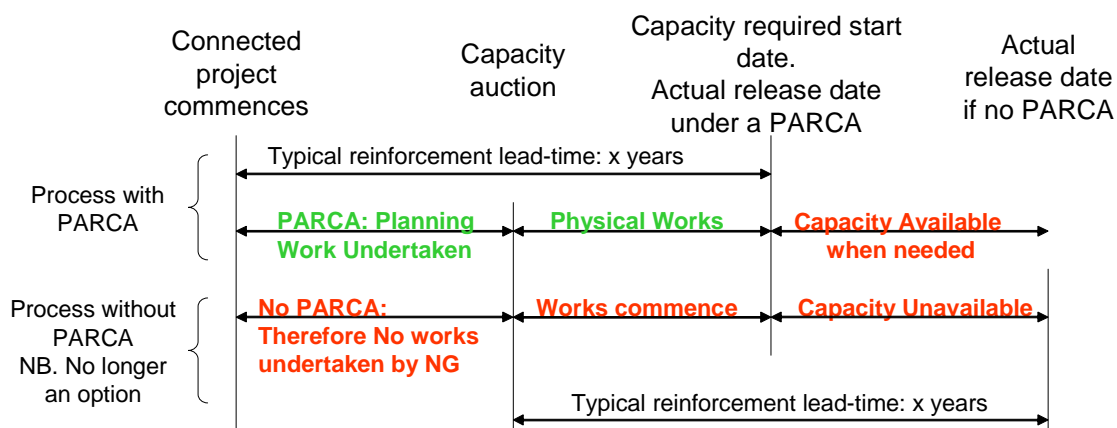 Connected
project
commences
Capacity
auction
Capacity required start
date.
Actual release date
under a PARCA
Actual
release date
if no PARCA
Typical reinforcement lead-time: x years
Process with
PARCA
PARCA: Planning
Work Undertaken
Physical Works
Capacity Available
when needed
Process without
PARCA
NB. No longer
an option
No PARCA:
Therefore No works
undertaken by NG
Works commence
Capacity Unavailable
Typical reinforcement lead-time: x years